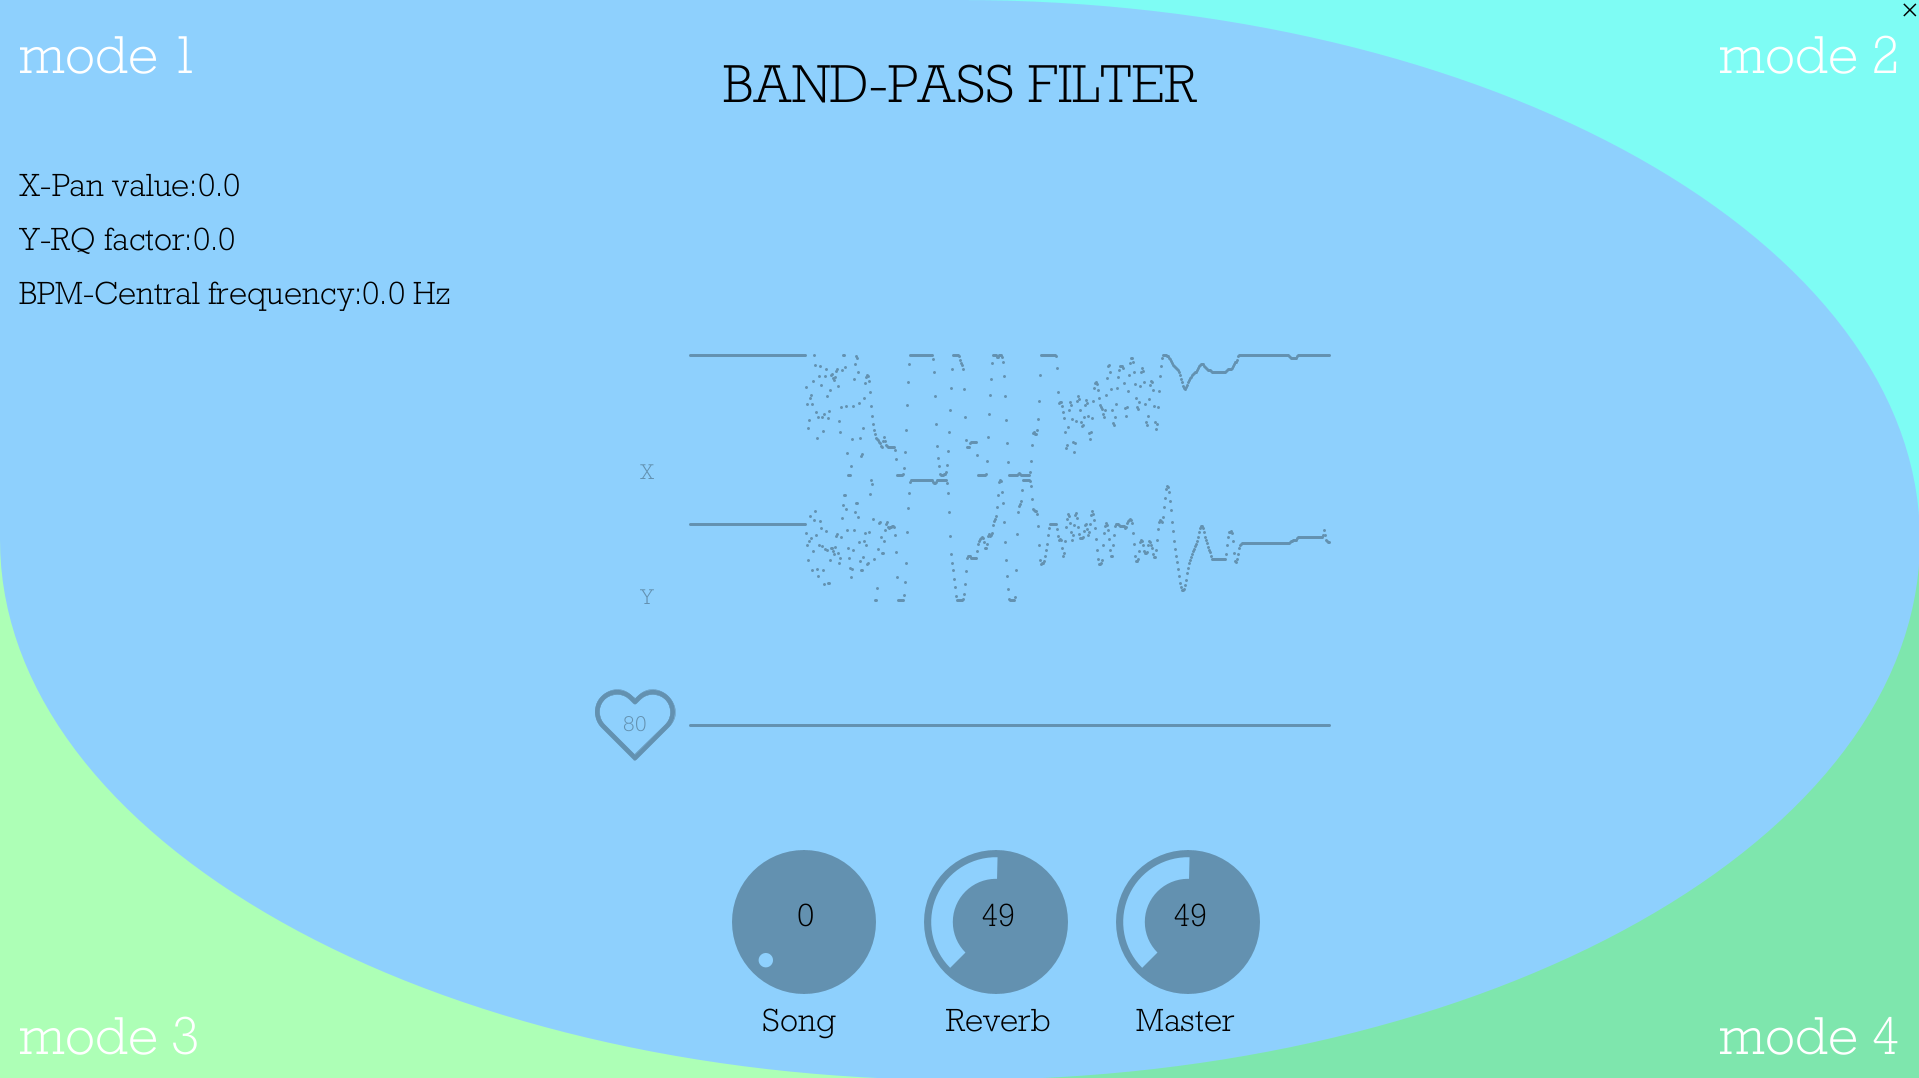 mode 1
mode 2
BAND-PASS FILTER
X-Pan value:0.0
Y-RQ factor:0.0
BPM-Central frequency:0.0 Hz
X
Y
80
0
49
49
Song
Reverb
Master
mode 3
mode 4